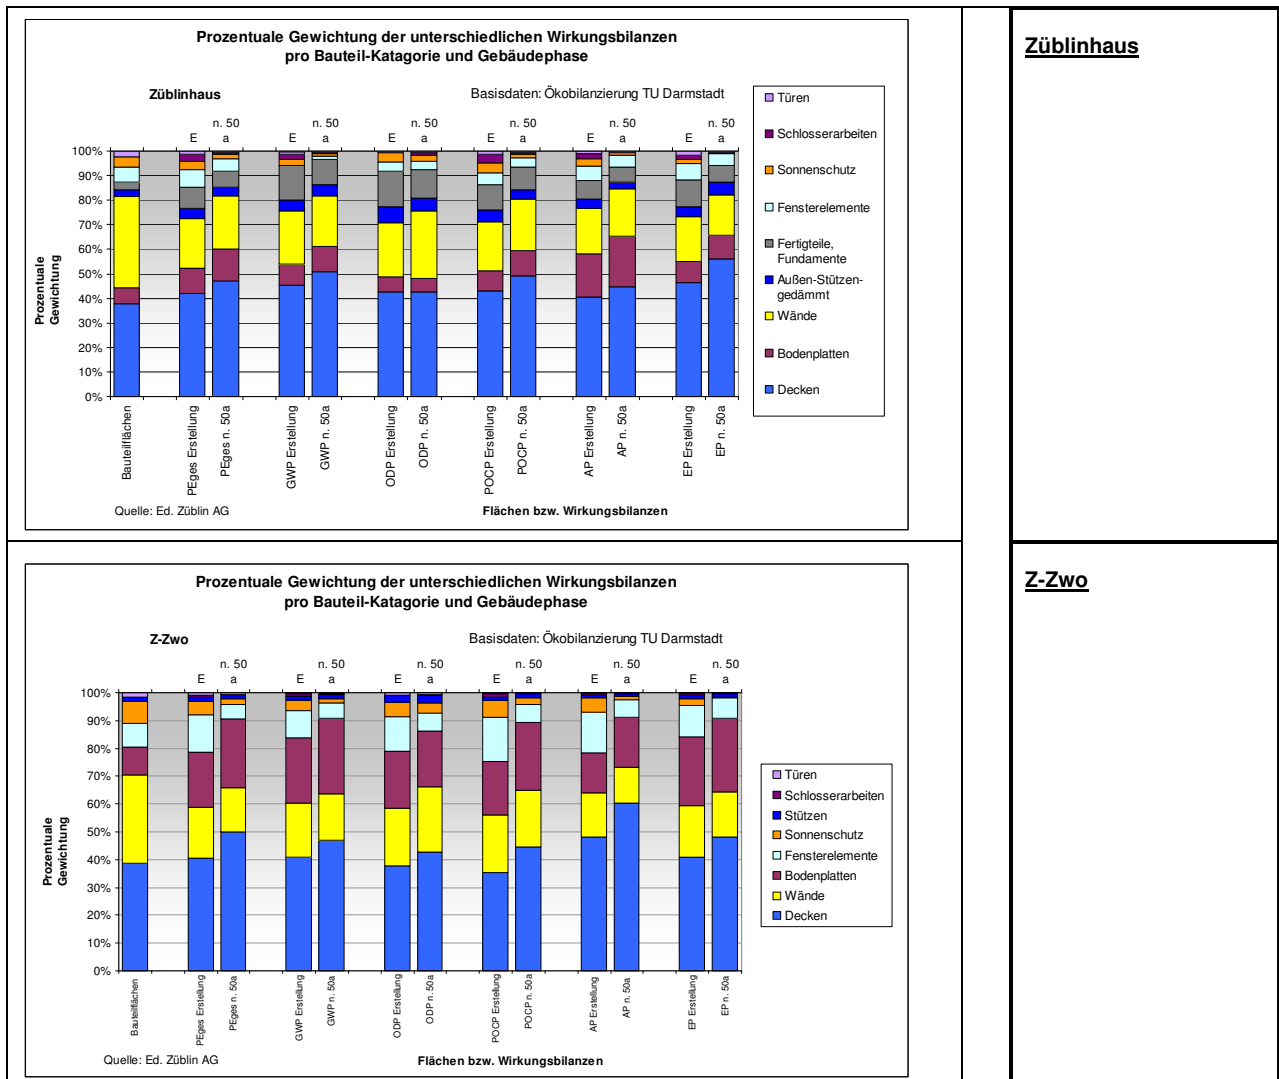 Prozentuale Gewichtung der unterschiedlichen Wirkungsbilanzen
pro Bauteil-Katagorie und Gebäudephase
Züblinhaus
Basisdaten: Ökobilanzierung TU Darmstadt
E
n. 50
a
E
n. 50
a
E
n. 50
a
E
n. 50
a
E
n. 50
a
E
n. 50
a
100%
90%
80%
70%
60%
50%
40%
30%
20%
10%
0%
Prozentuale
Gewichtung
Bauteilflächen
PEges Erstellung
PEges n. 50a
GWP Erstellung
GWP n. 50a
ODP Erstellung
ODP n. 50a
POCP Erstellung
POCP n. 50a
AP Erstellung
AP n. 50a
EP Erstellung
EP n. 50a
Türen
Schlosserarbeiten
Sonnenschutz
Fensterelemente
Fertigteile,
Fundamente
Außen-Stützen-
gedämmt
Wände
Bodenplatten
Decken
Quelle: Ed. Züblin AG
Flächen bzw. Wirkungsbilanzen
Züblinhaus
Prozentuale Gewichtung der unterschiedlichen Wirkungsbilanzen
pro Bauteil-Katagorie und Gebäudephase
Z-Zwo
Basisdaten: Ökobilanzierung TU Darmstadt
E
n. 50
a
E
n. 50
a
E
n. 50
a
E
n. 50
a
E
n. 50
a
E
n. 50
a
100%
90%
80%
70%
60%
50%
40%
30%
20%
10%
0%
Prozentuale
Gewichtung
Bauteilflächen
PEges Erstellung
PEges n. 50a
GWP Erstellung
GWP n. 50a
ODP Erstellung
ODP n. 50a
POCP Erstellung
POCP n. 50a
AP Erstellung
AP n. 50a
EP Erstellung
EP n. 50a
Türen
Schlosserarbeiten
Stützen
Sonnenschutz
Fensterelemente
Bodenplatten
Wände
Decken
Quelle: Ed. Züblin AG
Flächen bzw. Wirkungsbilanzen
Z-Zwo